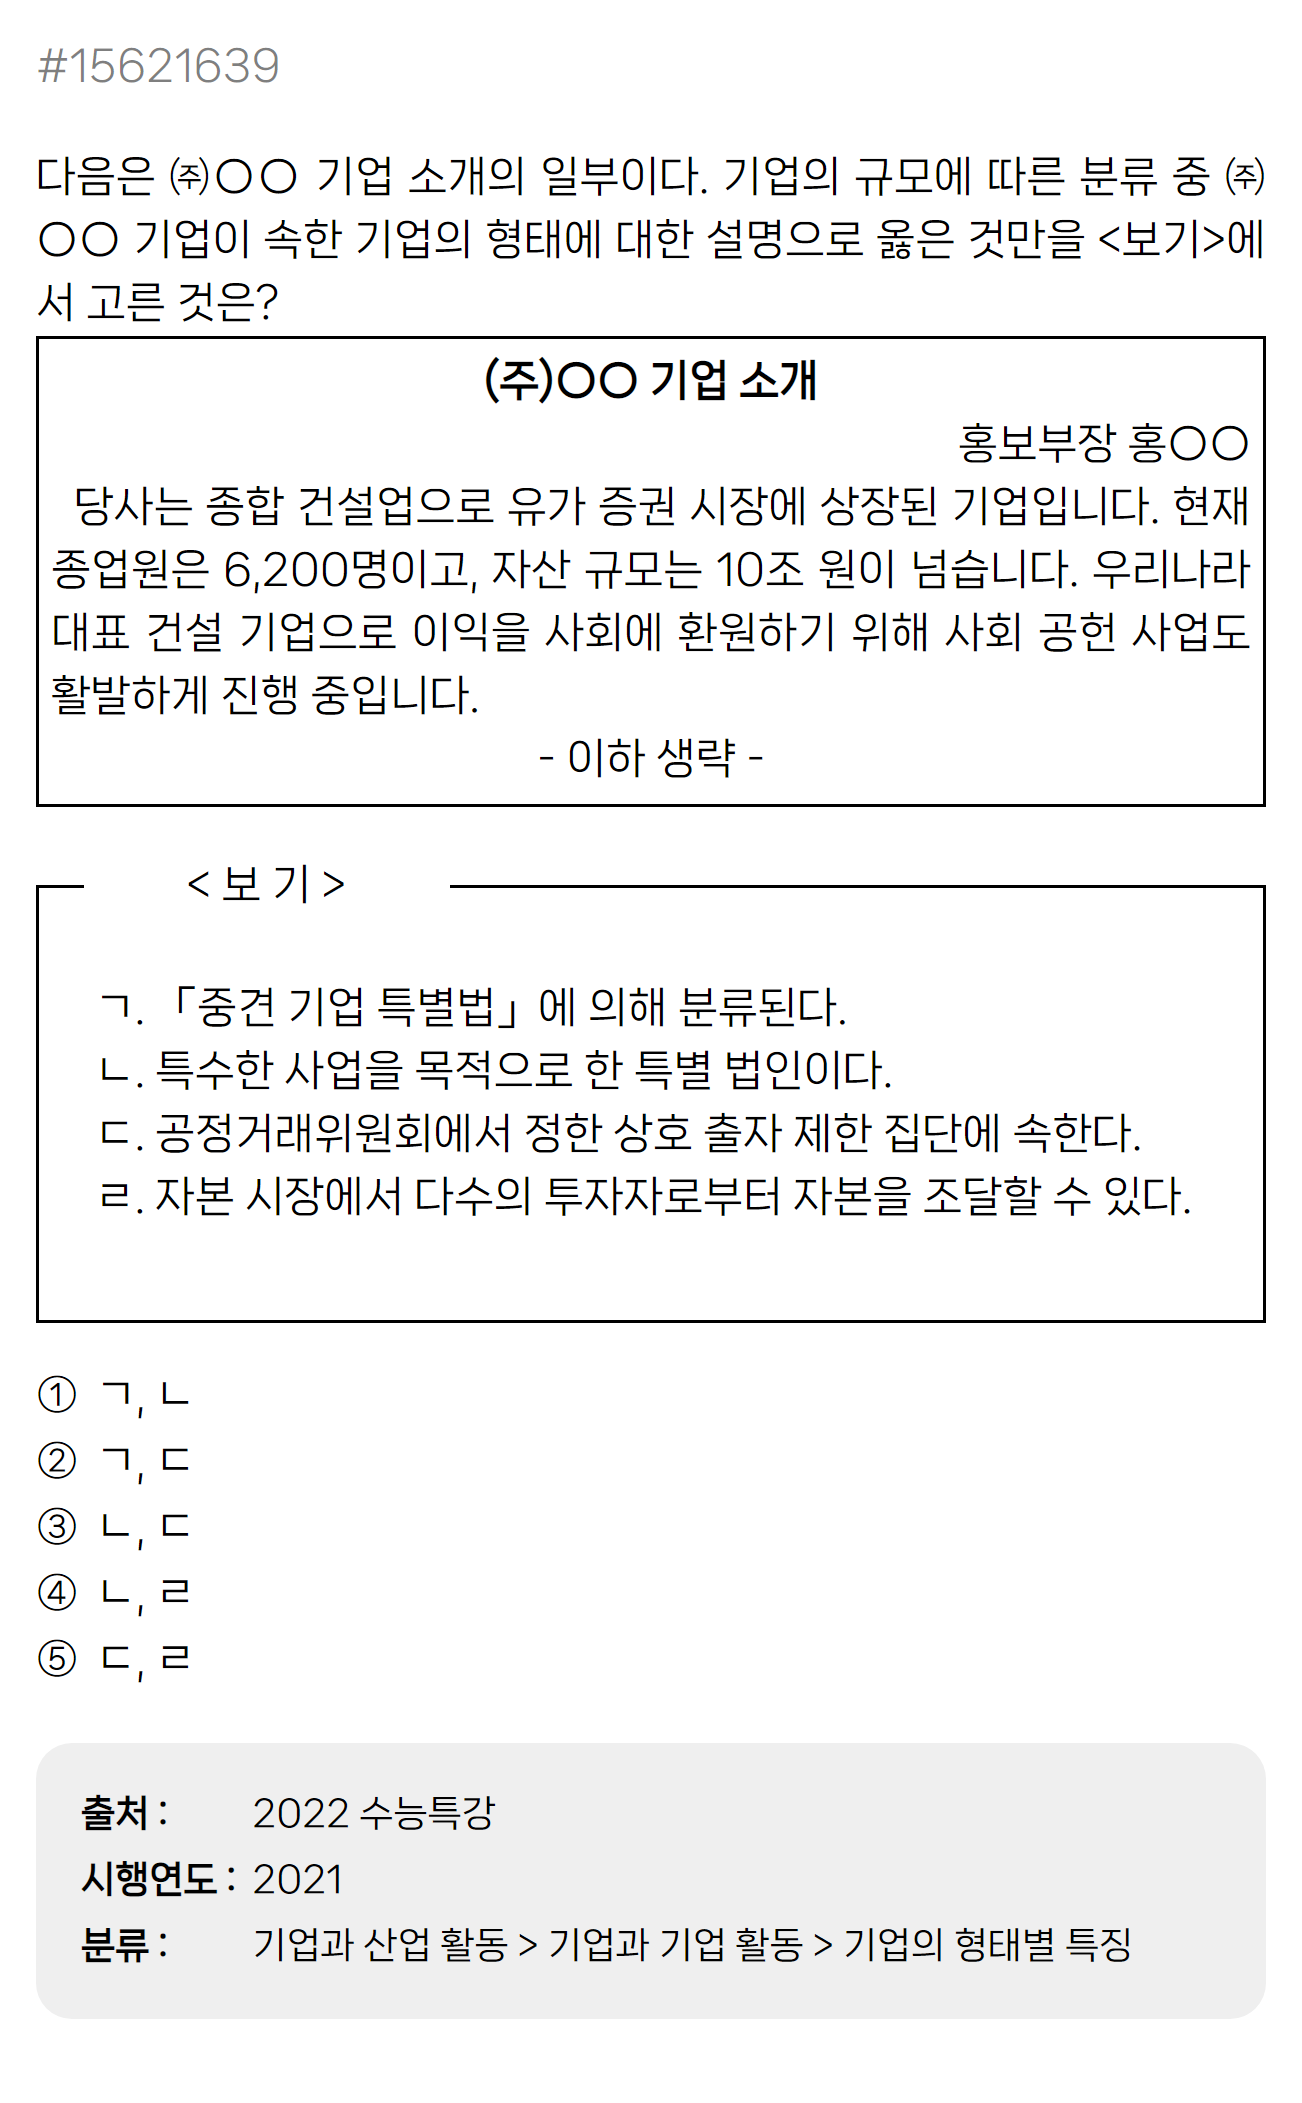 #15621639
다음은 ㈜〇〇 기업 소개의 일부이다. 기업의 규모에 따른 분류 중 ㈜
〇〇 기업이 속한 기업의 형태에 대한 설명으로 옳은 것만을 <보기>에
서 고른 것은?
(주)〇〇 기업 소개
홍보부장 홍〇〇
당사는 종합 건설업으로 유가 증권 시장에 상장된 기업입니다. 현재
종업원은 6,200명이고, 자산 규모는 10조 원이 넘습니다. 우리나라
대표 건설 기업으로 이익을 사회에 환원하기 위해 사회 공헌 사업도
활발하게 진행 중입니다.
- 이하 생략 -
< 보 기 >
ㄱ. 「중견 기업 특별법」에 의해 분류된다.
ㄴ. 특수한 사업을 목적으로 한 특별 법인이다.
ㄷ. 공정거래위원회에서 정한 상호 출자 제한 집단에 속한다.
ㄹ. 자본 시장에서 다수의 투자자로부터 자본을 조달할 수 있다.
① ㄱ, ㄴ
② ㄱ, ㄷ
③ ㄴ, ㄷ
④ ㄴ, ㄹ
⑤ ㄷ, ㄹ
출처 : 2022 수능특강
시행연도 : 2021
분류 : 기업과 산업 활동 > 기업과 기업 활동 > 기업의 형태별 특징